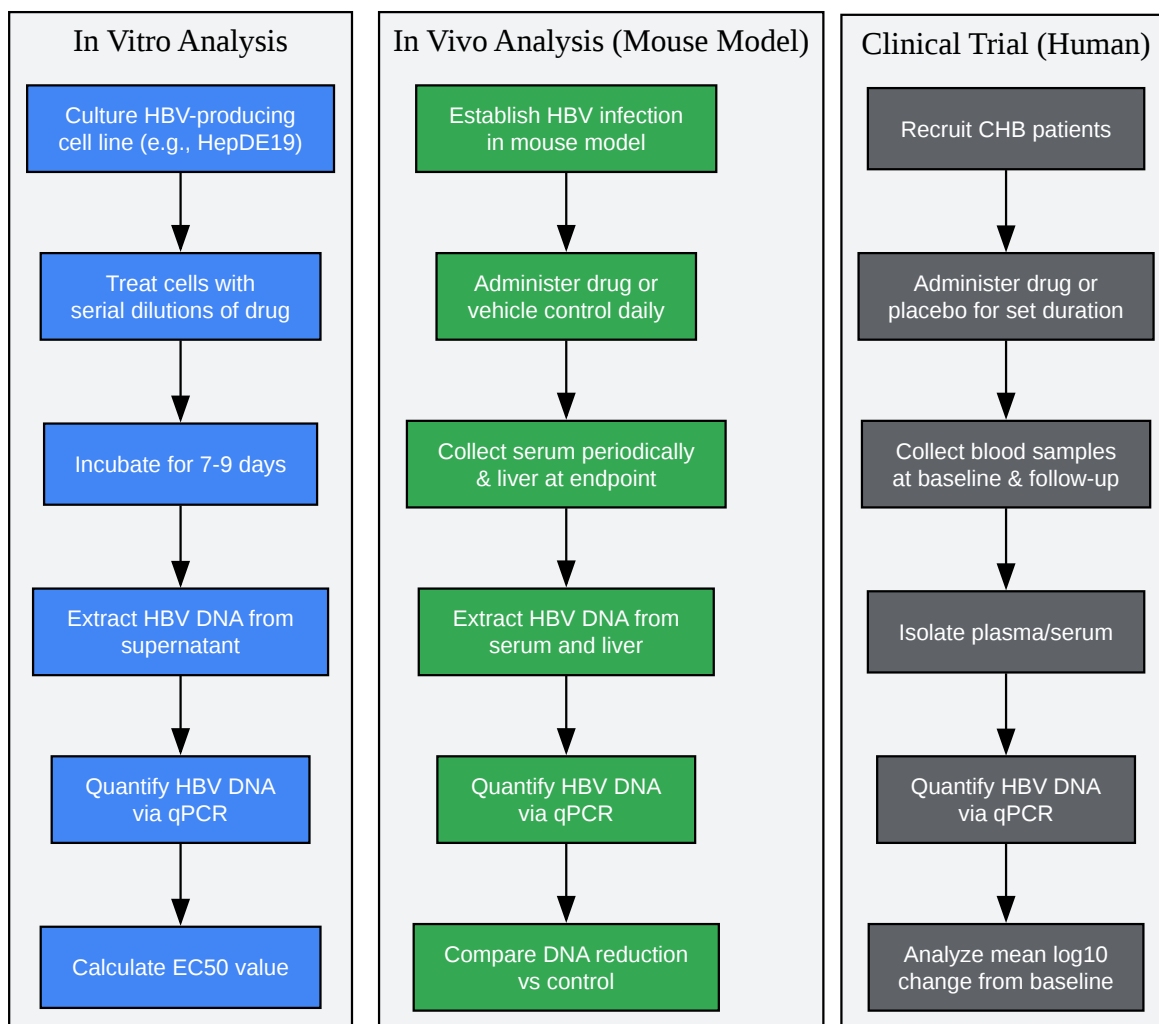 In Vitro Analysis
Culture HBV-producing
cell line (e.g., HepDE19)
Treat cells with
serial dilutions of drug
Incubate for 7-9 days
Extract HBV DNA from
supernatant
Quantify HBV DNA
via qPCR
Calculate EC50 value
In Vivo Analysis (Mouse Model)
Establish HBV infection
in mouse model
Administer drug or
vehicle control daily
Collect serum periodically
& liver at endpoint
Extract HBV DNA from
serum and liver
Quantify HBV DNA
via qPCR
Compare DNA reduction
vs control
Clinical Trial (Human)
Recruit CHB patients
Administer drug or
placebo for set duration
Collect blood samples
at baseline & follow-up
Isolate plasma/serum
Quantify HBV DNA
via qPCR
Analyze mean log10
change from baseline